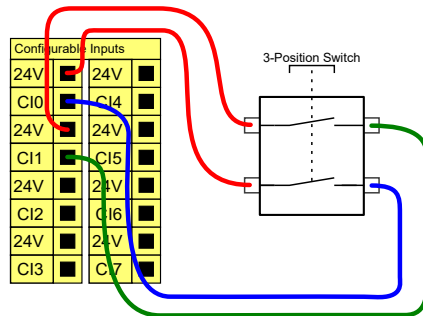 Configurable Inputs
3-Position Switch
24V 24V
CI0 CI4
24V 24V
CI1 CI5
24V 24V
CI2 CI6
24V 24V
CI3 CI7